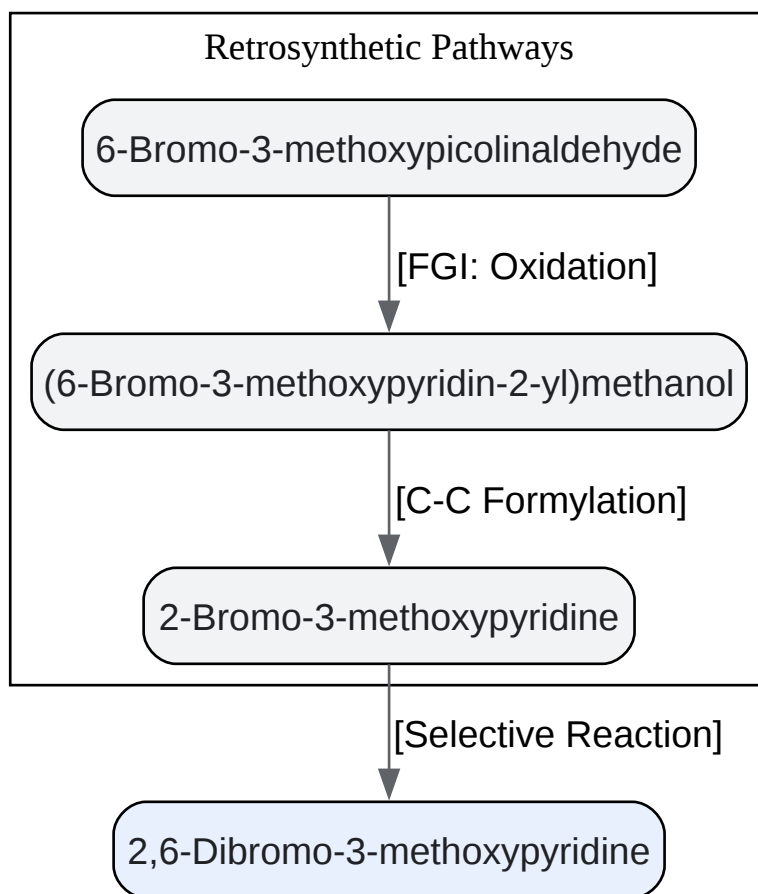 Retrosynthetic Pathways
6-Bromo-3-methoxypicolinaldehyde
[FGI: Oxidation]
(6-Bromo-3-methoxypyridin-2-yl)methanol
[C-C Formylation]
2-Bromo-3-methoxypyridine
[Selective Reaction]
2,6-Dibromo-3-methoxypyridine